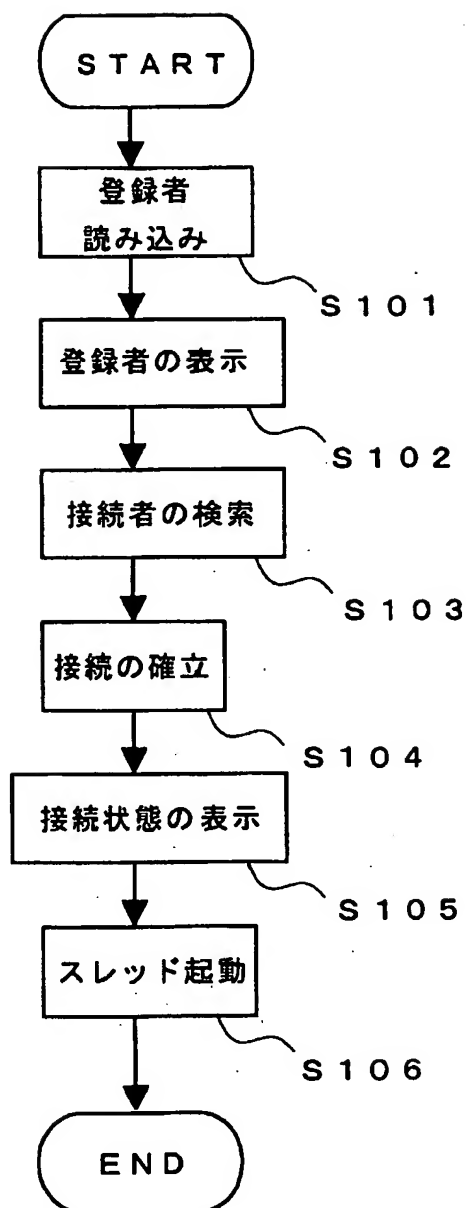 START
登録者
読み込み
S101
登録者の表示
S102
接続者の検索
S103
接続の確立
S104
接続状態の表示
S105
スレッド起動
S106
END